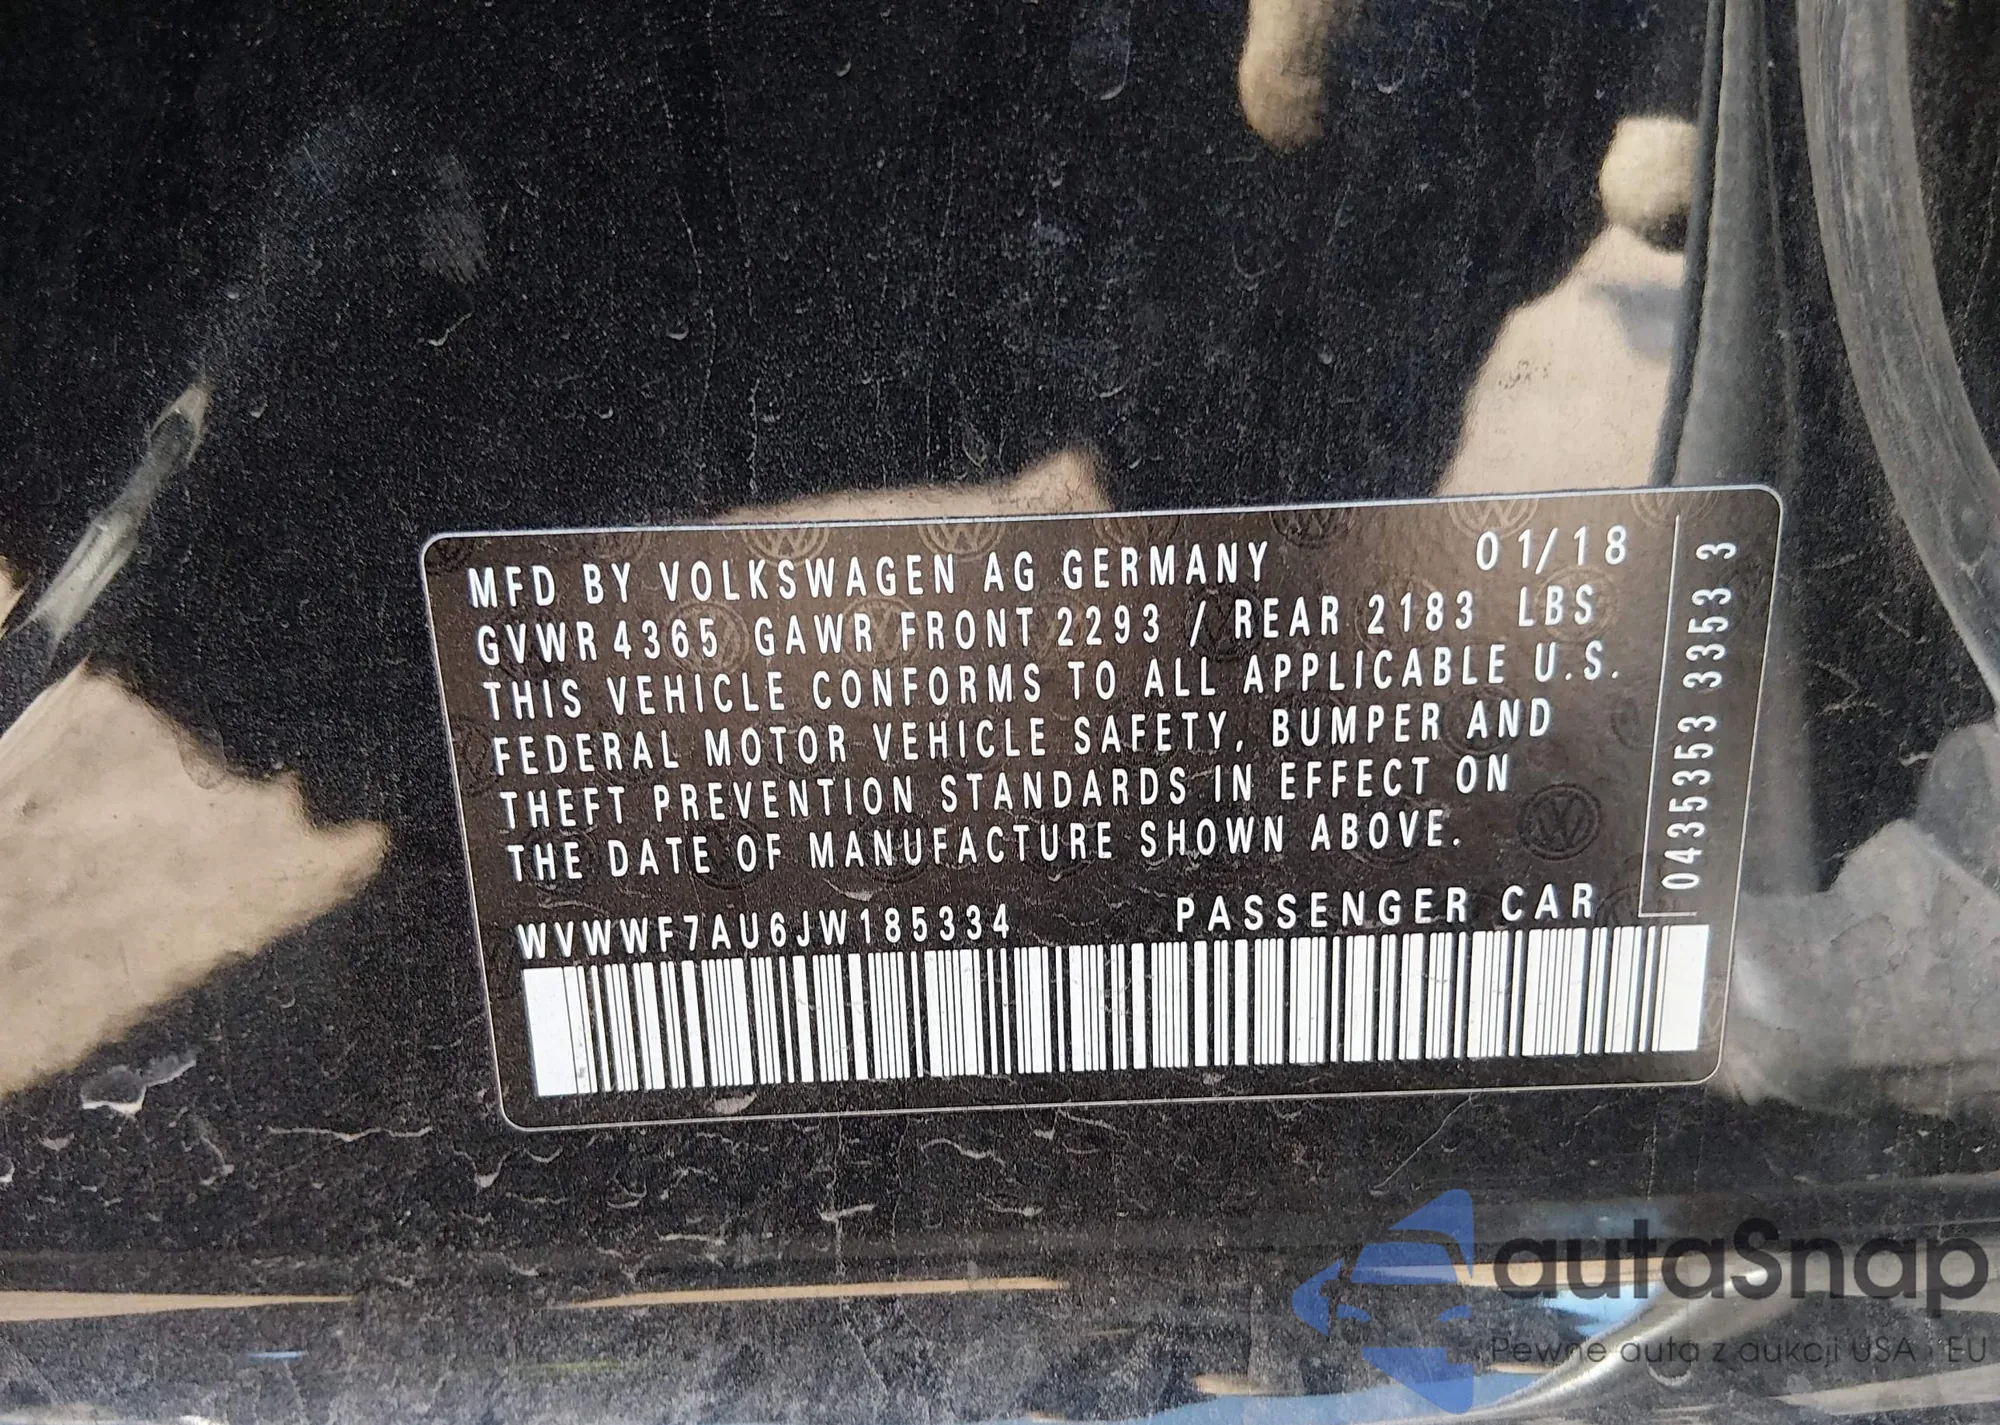 MFD BY VOLKSWAGEN AG GERMANY 01/18
GVWR 4365 GAWR FRONT 2293 / REAR 2183 LBS
THIS VEHICLE CONFORMS TO ALL APPLICABLE U.S.
FEDERAL MOTOR VEHICLE SAFETY, BUMPER AND
THEFT PREVENTION STANDARDS IN EFFECT ON
THE DATE OF MANUFACTURE SHOWN ABOVE.
WVWWF7AU6JW185334 PASSENGER CAR
0435353 3353 3
autaSnap
Pewne auta z aukcji USA i EU